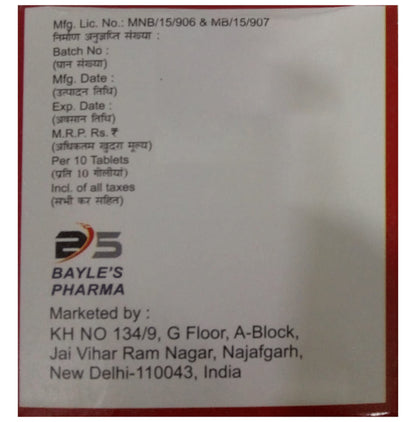 Mfg. Lic. No.: MNB/15/906 & MB/15/907
निर्माण अनुज्ञप्ति संख्या :
Batch No :
(घान संख्या)
Mfg. Date :
(उत्पादन तिथि)
Exp. Date :
(अवसान तिथि)
M.R.P. Rs. ₹
(अधिकतम खुदरा मूल्य)
Per 10 Tablets
(प्रति 10 गोलीयां)
Incl. of all taxes
(सभी कर सहित)
BAYLE'S
PHARMA
Marketed by :
KH NO 134/9, G Floor, A-Block,
Jai Vihar Ram Nagar, Najafgarh,
New Delhi-110043, India